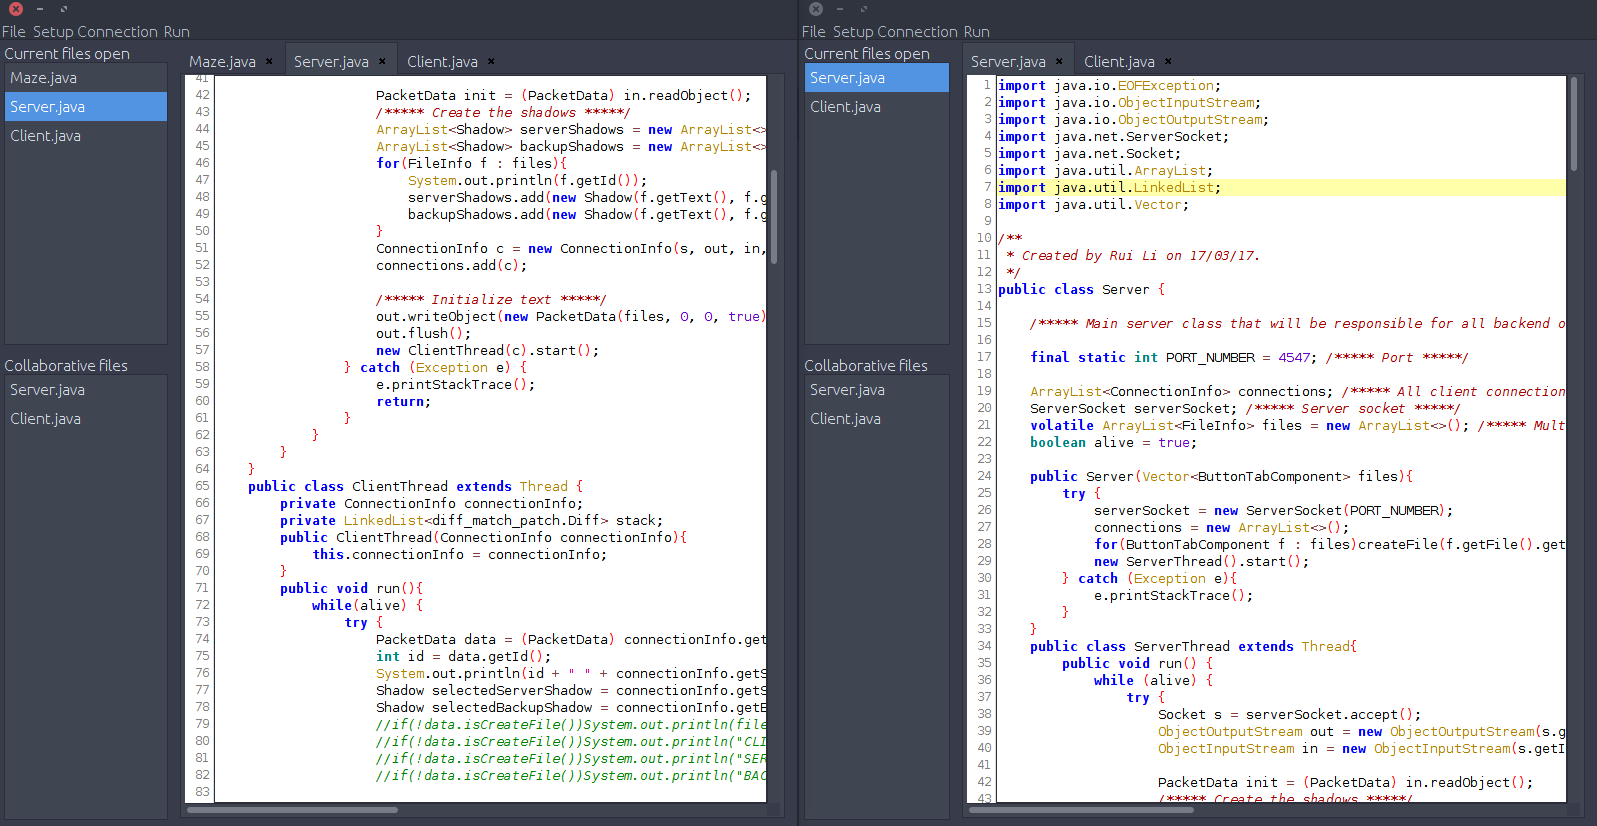 File Setup Connection Run
Current files open
Maze.java
Server.java
Client.java
Collaborative files
Server.java
Client.java
Maze.java × Server.java × Client.java ×
41
42 PacketData init = (PacketData) in.readObject();
43 /***** Create the shadows *****/
44 ArrayList<Shadow> serverShadows = new ArrayList<>
45 ArrayList<Shadow> backupShadows = new ArrayList<>
46 for(FileInfo f : files){
47 System.out.println(f.getId());
48 serverShadows.add(new Shadow(f.getText(), f.g
49 backupShadows.add(new Shadow(f.getText(), f.g
50 }
51 ConnectionInfo c = new ConnectionInfo(s, out, in,
52 connections.add(c);
53
54 /***** Initialize text *****/
55 out.writeObject(new PacketData(files, 0, 0, true)
56 out.flush();
57 new ClientThread(c).start();
58 } catch (Exception e) {
59 e.printStackTrace();
60 return;
61 }
62 }
63 }
64 }
65 public class ClientThread extends Thread {
66 private ConnectionInfo connectionInfo;
67 private LinkedList<diff_match_patch.Diff> stack;
68 public ClientThread(ConnectionInfo connectionInfo){
69 this.connectionInfo = connectionInfo;
70 }
71 public void run(){
72 while(alive) {
73 try {
74 PacketData data = (PacketData) connectionInfo.get
75 int id = data.getId();
76 System.out.println(id + " " + connectionInfo.getS
77 Shadow selectedServerShadow = connectionInfo.getS
78 Shadow selectedBackupShadow = connectionInfo.getB
79 //if(!data.isCreateFile())System.out.println(file
80 //if(!data.isCreateFile())System.out.println("CLI
81 //if(!data.isCreateFile())System.out.println("SER
82 //if(!data.isCreateFile())System.out.println("BAC
83
File Setup Connection Run
Current files open
Server.java
Client.java
Collaborative files
Server.java
Client.java
Server.java × Client.java ×
1 import java.io.EOFException;
2 import java.io.ObjectInputStream;
3 import java.io.ObjectOutputStream;
4 import java.net.ServerSocket;
5 import java.net.Socket;
6 import java.util.ArrayList;
7 import java.util.LinkedList;
8 import java.util.Vector;
9
10 /**
11 * Created by Rui Li on 17/03/17.
12 */
13 public class Server {
14
15 /***** Main server class that will be responsible for all backend o
16
17 final static int PORT_NUMBER = 4547; /***** Port *****/
18
19 ArrayList<ConnectionInfo> connections; /***** All client connection
20 ServerSocket serverSocket; /***** Server socket *****/
21 volatile ArrayList<FileInfo> files = new ArrayList<>(); /***** Mult
22 boolean alive = true;
23
24 public Server(Vector<ButtonTabComponent> files){
25 try {
26 serverSocket = new ServerSocket(PORT_NUMBER);
27 connections = new ArrayList<>();
28 for(ButtonTabComponent f : files)createFile(f.getFile().get
29 new ServerThread().start();
30 } catch (Exception e){
31 e.printStackTrace();
32 }
33 }
34 public class ServerThread extends Thread{
35 public void run() {
36 while (alive) {
37 try {
38 Socket s = serverSocket.accept();
39 ObjectOutputStream out = new ObjectOutputStream(s.g
40 ObjectInputStream in = new ObjectInputStream(s.getI
41
42 PacketData init = (PacketData) in.readObject();
43 /***** Create the shadows *****/